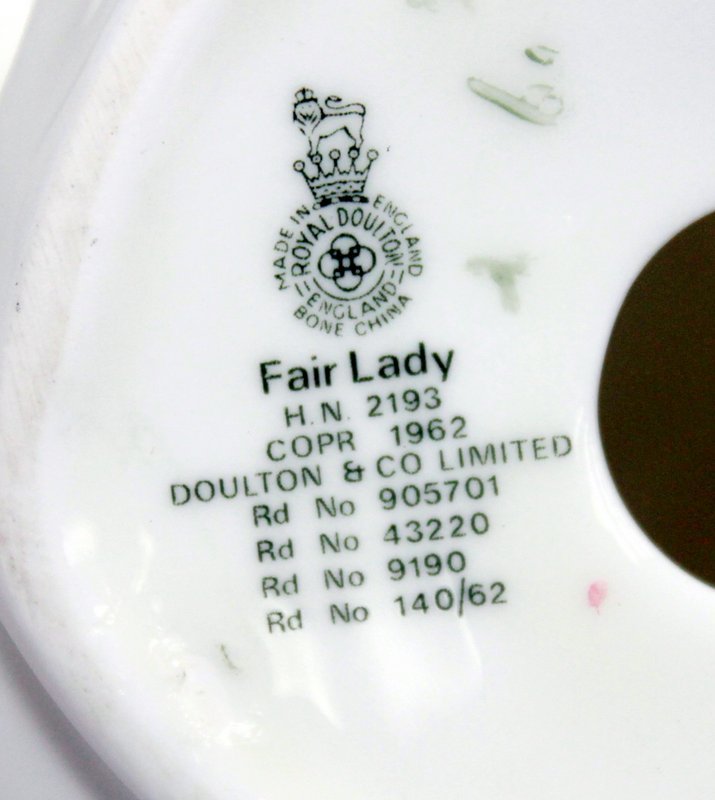 MADE IN ENGLAND
ROYAL DOULTON
ENGLAND
BONE CHINA
Fair Lady
H.N. 2193
COPR 1962
DOULTON & CO LIMITED
Rd No 905701
Rd No 43220
Rd No 9190
Rd No 140/62